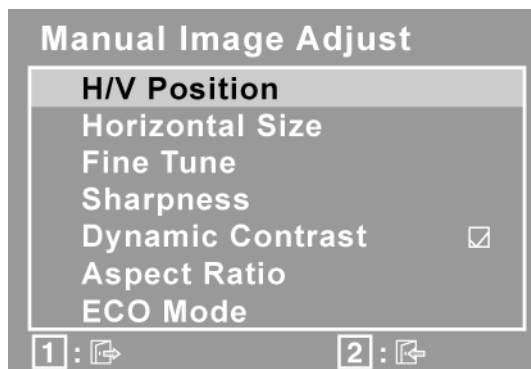 Manual Image Adjust
H/V Position
Horizontal Size
Fine Tune
Sharpness
Dynamic Contrast
Aspect Ratio
ECO Mode
1 : 2 :